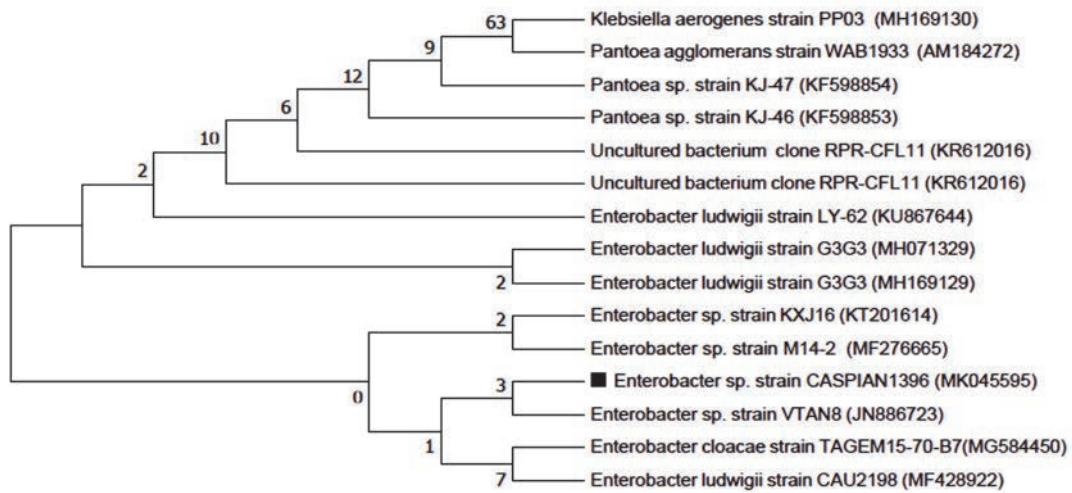 63
Klebsiella aerogenes strain PP03 (MH169130)
9
Pantoea agglomerans strain WAB1933 (AM184272)
12
Pantoea sp. strain KJ-47 (KF598854)
6
Pantoea sp. strain KJ-46 (KF598853)
10
Uncultured bacterium clone RPR-CFL11 (KR612016)
2
Uncultured bacterium clone RPR-CFL11 (KR612016)
Enterobacter ludwigii strain LY-62 (KU867644)
Enterobacter ludwigii strain G3G3 (MH071329)
2
Enterobacter ludwigii strain G3G3 (MH169129)
2
Enterobacter sp. strain KXJ16 (KT201614)
Enterobacter sp. strain M14-2 (MF276665)
0
3
Enterobacter sp. strain CASPIAN1396 (MK045595)
Enterobacter sp. strain VTAN8 (JN886723)
1
Enterobacter cloacae strain TAGEM15-70-B7(MG584450)
7
Enterobacter ludwigii strain CAU2198 (MF428922)